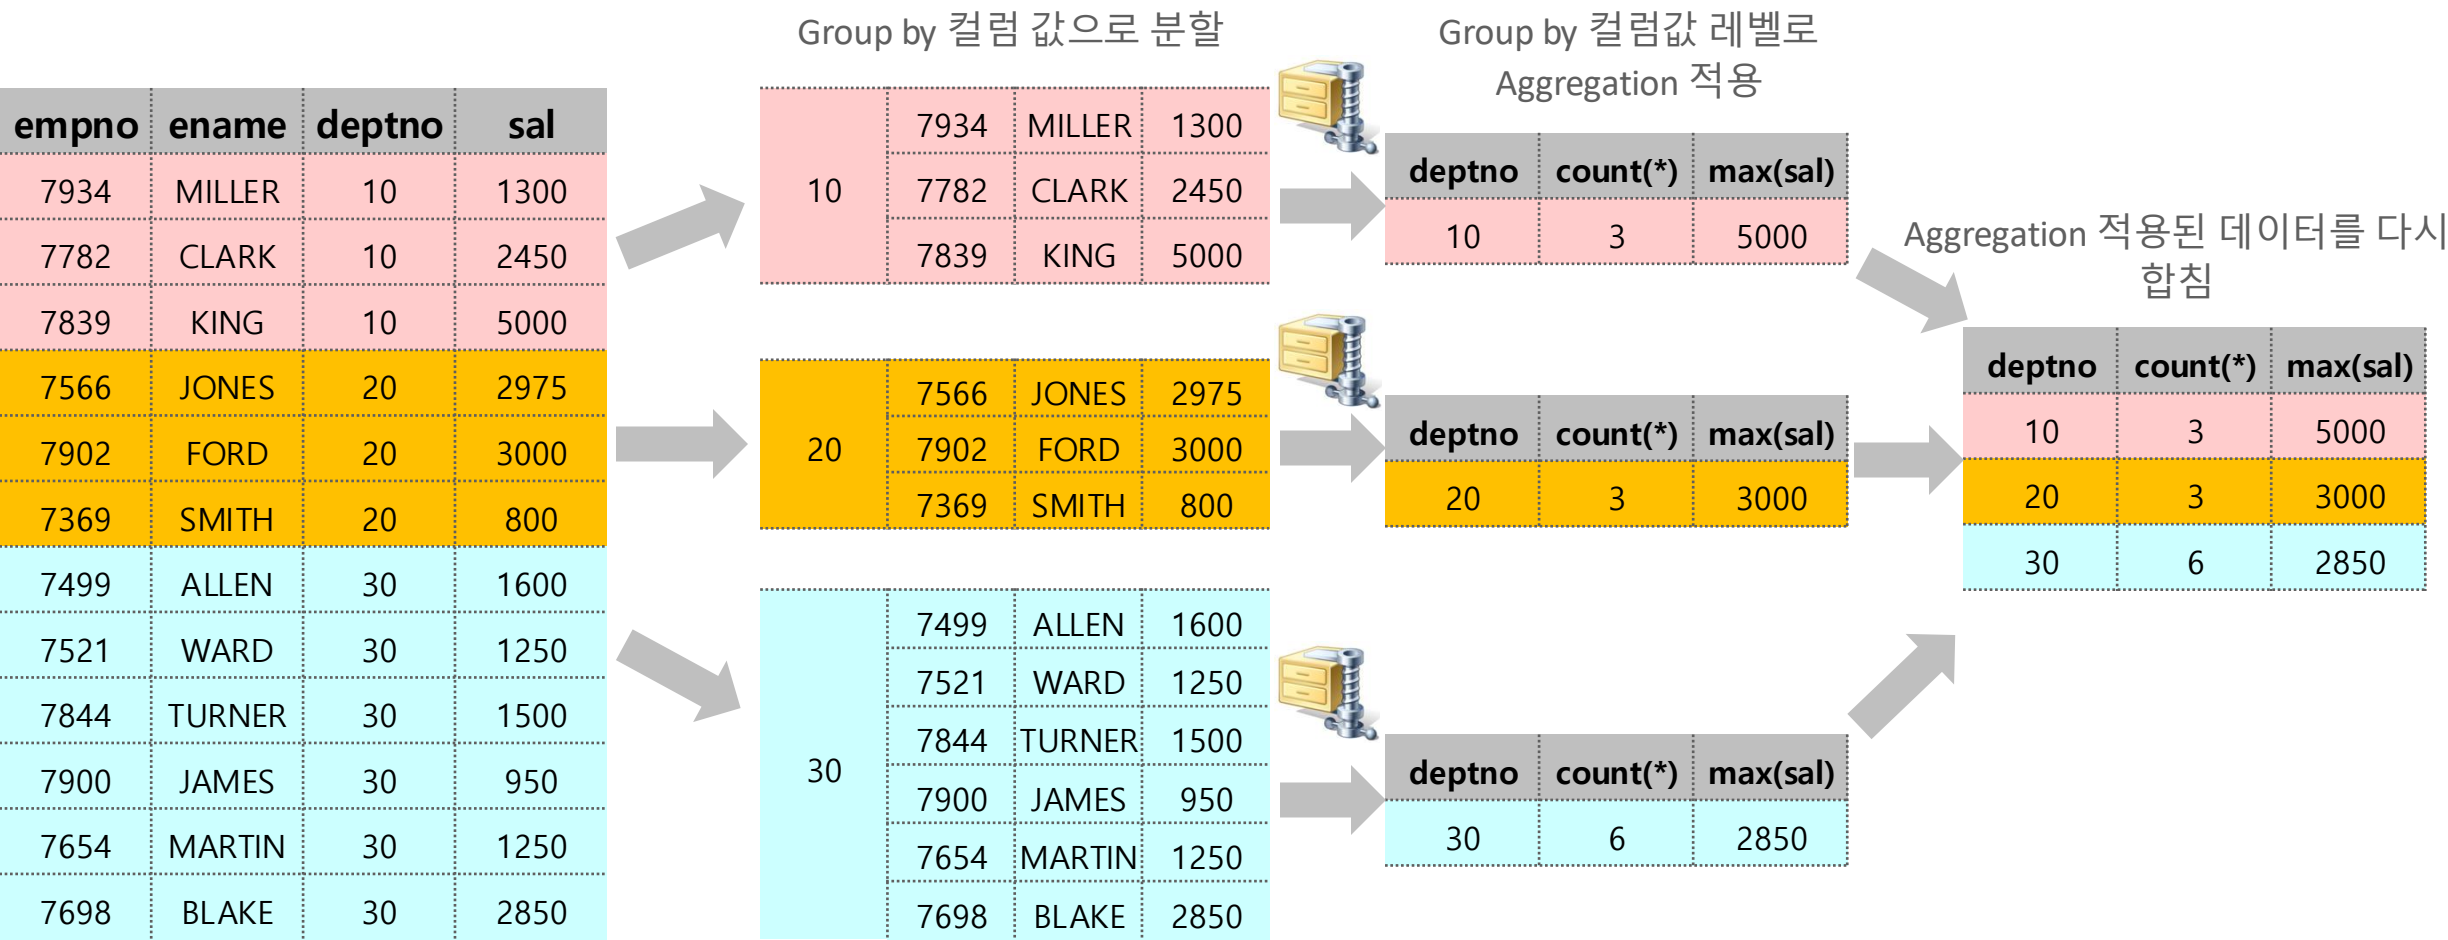 Group by 컬럼 값으로 분할
Group by 컬럼값 레벨로
Aggregation 적용
Aggregation 적용된 데이터를 다시
합침
empno ename deptno sal
7934 MILLER 10 1300
7782 CLARK 10 2450
7839 KING 10 5000
7566 JONES 20 2975
7902 FORD 20 3000
7369 SMITH 20 800
7499 ALLEN 30 1600
7521 WARD 30 1250
7844 TURNER 30 1500
7900 JAMES 30 950
7654 MARTIN 30 1250
7698 BLAKE 30 2850
7934 MILLER 1300
10 7782 CLARK 2450
7839 KING 5000
7566 JONES 2975
20 7902 FORD 3000
7369 SMITH 800
7499 ALLEN 1600
7521 WARD 1250
7844 TURNER 1500
30
7900 JAMES 950
7654 MARTIN 1250
7698 BLAKE 2850
deptno count(*) max(sal)
10 3 5000
deptno count(*) max(sal)
20 3 3000
deptno count(*) max(sal)
30 6 2850
deptno count(*) max(sal)
10 3 5000
20 3 3000
30 6 2850